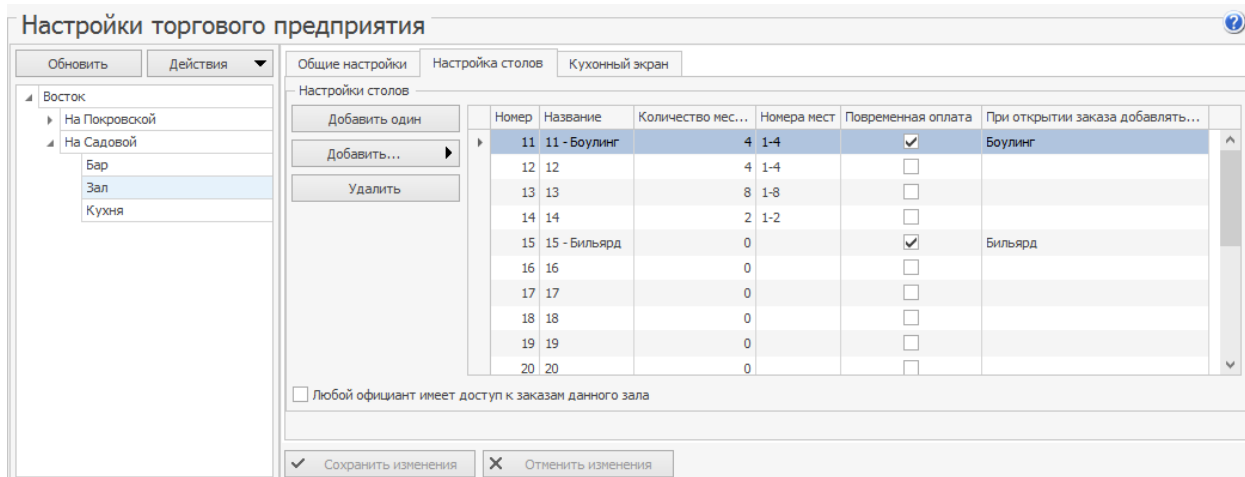 Настройки торгового предприятия
Обновить Действия
Восток
На Покровской
На Садовой
Бар
Зал
Кухня
Общие настройки Настройка столов Кухонный экран
Настройки столов
Добавить один
Добавить...
Удалить
Номер Название Количество мес... Номера мест Повременная оплата При открытии заказа добавлять...
11 11 - Боулинг 4 1-4 Боулинг
12 12 4 1-4
13 13 8 1-8
14 14 2 1-2
15 15 - Бильярд 0 Бильярд
16 16 0
17 17 0
18 18 0
19 19 0
20 20 0
Любой официант имеет доступ к заказам данного зала
Сохранить изменения Отменить изменения